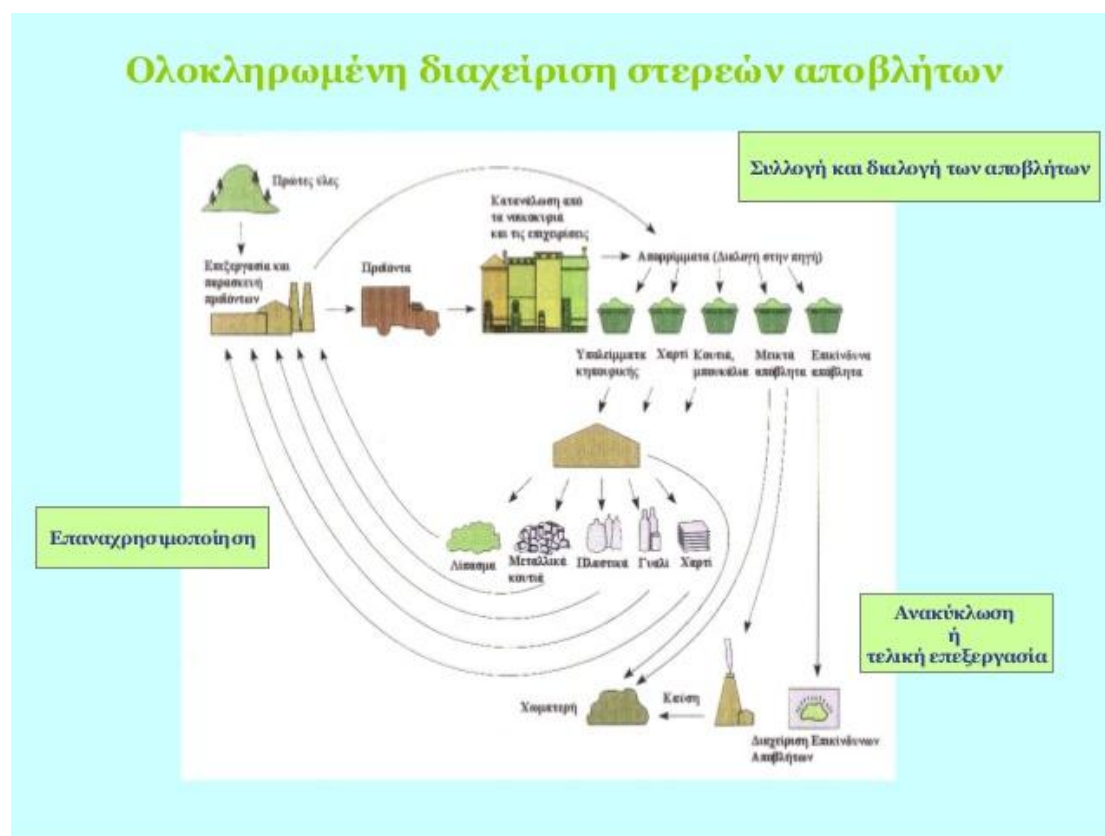 Ολοκληρωμένη διαχείριση στερεών αποβλήτων
Συλλογή και διαλογή των αποβλήτων
Πρώτες ύλες
Κατανάλωση από
τα νοικοκυριά
και τις επιχειρήσεις
Απορρίμματα (Διαλογή στην πηγή)
Επεξεργασία και
παρασκευή
προϊόντων
Προϊόντα
Υπολείμματα
κηπουρικής
Χαρτί
Κουτιά,
μπουκάλια
Μεικτά
απόβλητα
Επικίνδυνα
απόβλητα
Επαναχρησιμοποίηση
Λίπασμα
Μεταλλικά
κουτιά
Πλαστικά
Γυαλί
Χαρτί
Ανακύκλωση
ή
τελική επεξεργασία
Χωματερή
Καύση
Διαχείριση Επικίνδυνων
Αποβλήτων